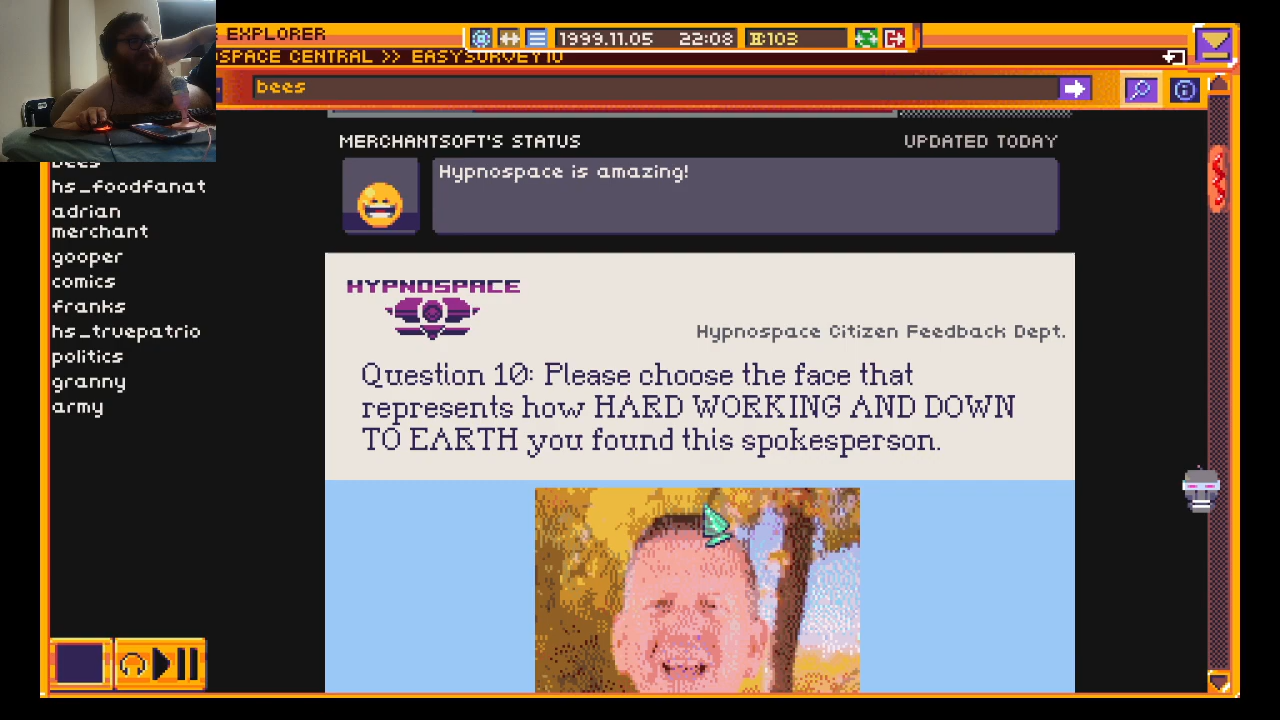 EXPLORER
1999.11.05 22:08 :103
SPACE CENTRAL >> EASYSURVEY10
bees
MERCHANTSOFT'S STATUS
UPDATED TODAY
Hypnospace is amazing!
bees
hs_foodfanat
adrian
merchant
gooper
comics
franks
hs_truepatrio
politics
granny
army
HYPNOSPACE
Hypnospace Citizen Feedback Dept.
Question 10: Please choose the face that
represents how HARD WORKING AND DOWN
TO EARTH you found this spokesperson.